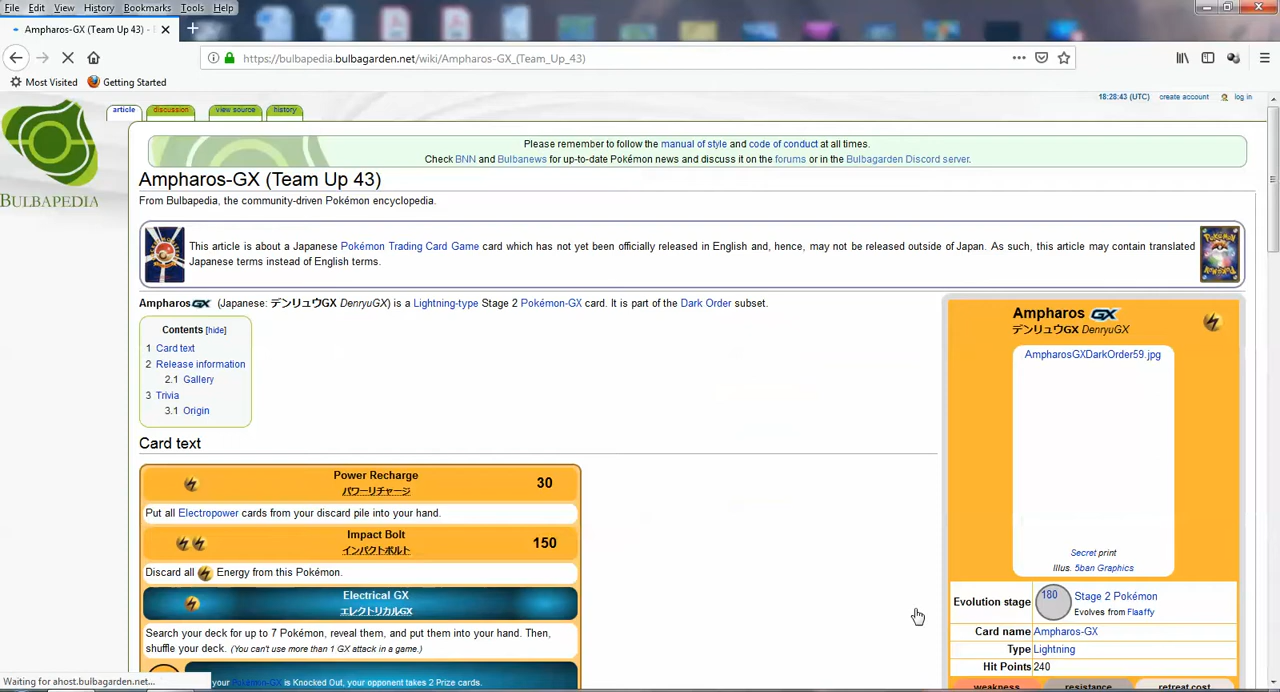 File Edit View History Bookmarks Tools Help
Ampharos-GX (Team Up 43) -
https://bulbapedia.bulbagarden.net/wiki/Ampharos-GX_(Team_Up_43)
Most Visited Getting Started
18:28:43 (UTC) create account log in
article discussion view source history
BULBAPEDIA
Please remember to follow the manual of style and code of conduct at all times.
Check BNN and Bulbanews for up-to-date Pokémon news and discuss it on the forums or in the Bulbagarden Discord server.
Ampharos-GX (Team Up 43)
From Bulbapedia, the community-driven Pokémon encyclopedia.
This article is about a Japanese Pokémon Trading Card Game card which has not yet been officially released in English and, hence, may not be released outside of Japan. As such, this article may contain translated
Japanese terms instead of English terms.
Ampharos GX (Japanese: デンリュウGX DenryuGX) is a Lightning-type Stage 2 Pokémon-GX card. It is part of the Dark Order subset.
Contents [hide]
1 Card text
2 Release information
2.1 Gallery
3 Trivia
3.1 Origin
Card text
Power Recharge 30
パワーリチャージ
Put all Electropower cards from your discard pile into your hand.
Impact Bolt 150
インパクトボルト
Discard all Energy from this Pokémon.
Electrical GX
エレクトリカルGX
Search your deck for up to 7 Pokémon, reveal them, and put them into your hand. Then,
shuffle your deck. (You can't use more than 1 GX attack in a game.)
your Pokémon-GX is Knocked Out, your opponent takes 2 Prize cards.
Ampharos GX
デンリュウGX DenryuGX
AmpharosGXDarkOrder59.jpg
Secret print
Illus. 5ban Graphics
Evolution stage 180 Stage 2 Pokémon
Evolves from Flaaffy
Card name Ampharos-GX
Type Lightning
Hit Points 240
weakness resistance retreat cost
Waiting for ahost.bulbagarden.net...